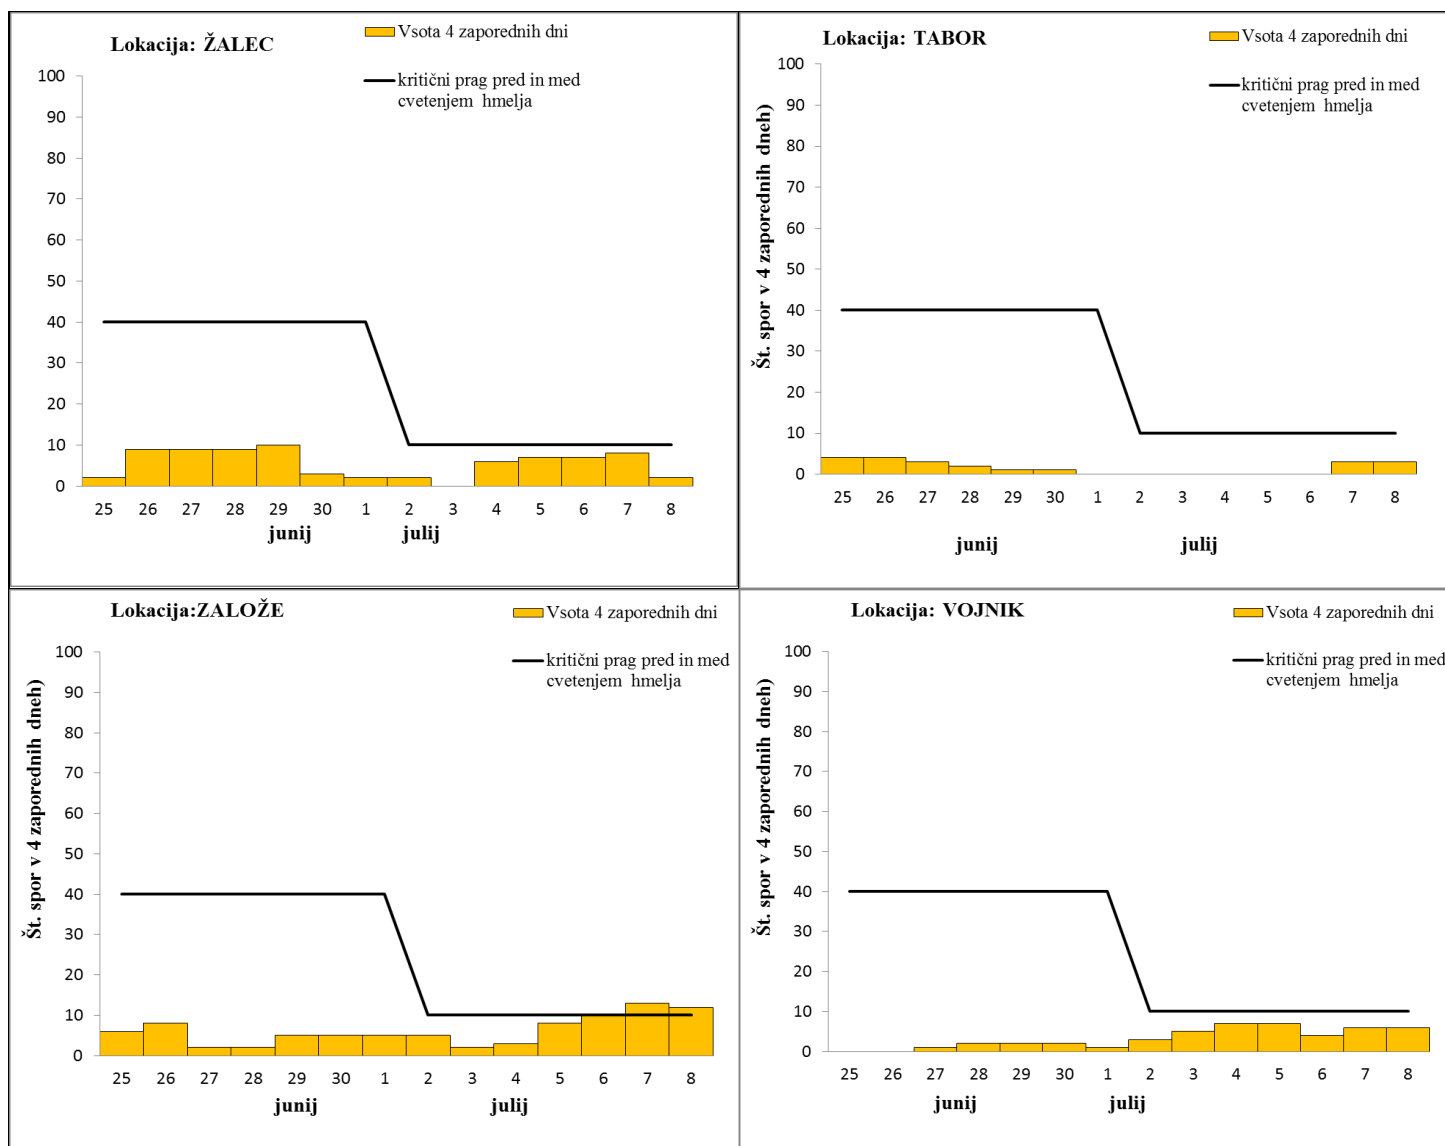 Lokacija: ŽALEC
Vsota 4 zaporednih dni
kritični prag pred in med
cvetenjem hmelja
100
90
80
70
60
50
40
30
20
10
0
25 26 27 28 29 30 1 2 3 4 5 6 7 8
junij julij
Lokacija: TABOR
Vsota 4 zaporednih dni
kritični prag pred in med
cvetenjem hmelja
Št. spor v 4 zaporednih dneh)
100
90
80
70
60
50
40
30
20
10
0
25 26 27 28 29 30 1 2 3 4 5 6 7 8
junij julij
Lokacija:ZALOŽE
Vsota 4 zaporednih dni
kritični prag pred in med
cvetenjem hmelja
Št. spor v 4 zaporednih dneh)
100
90
80
70
60
50
40
30
20
10
0
25 26 27 28 29 30 1 2 3 4 5 6 7 8
junij julij
Lokacija: VOJNIK
Vsota 4 zaporednih dni
kritični prag pred in med
cvetenjem hmelja
Št. spor v 4 zaporednih dneh)
100
90
80
70
60
50
40
30
20
10
0
25 26 27 28 29 30 1 2 3 4 5 6 7 8
junij julij